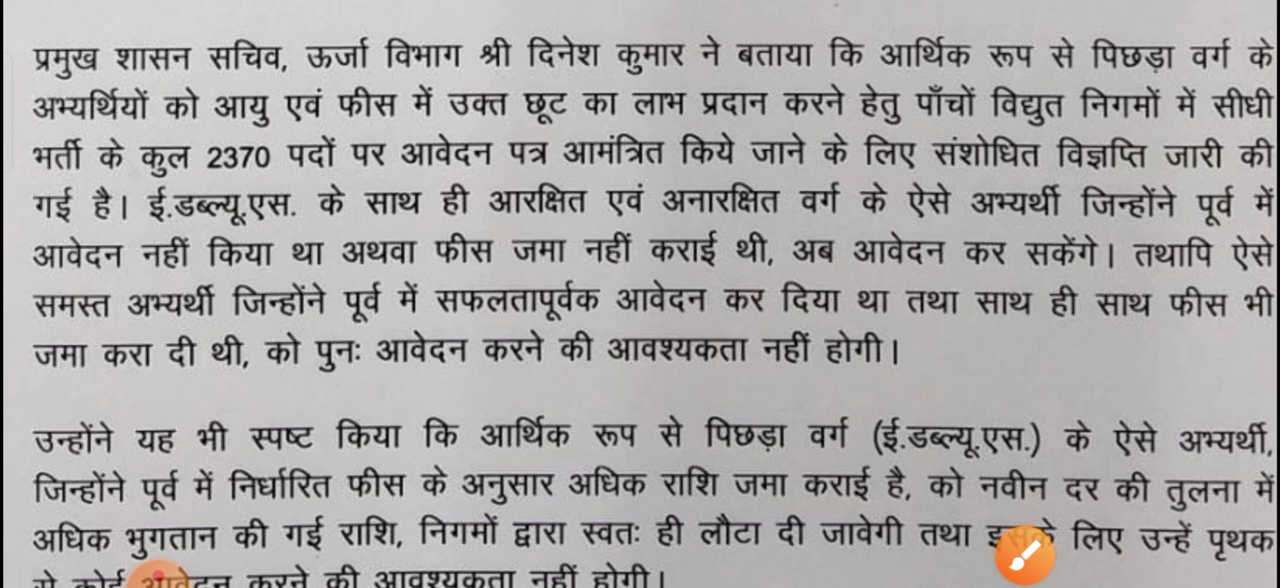 प्रमुख शासन सचिव, ऊर्जा विभाग श्री दिनेश कुमार ने बताया कि आर्थिक रूप से पिछड़ा वर्ग के
अभ्यर्थियों को आयु एवं फीस में उक्त छूट का लाभ प्रदान करने हेतु पाँचों विद्युत निगमों में सीधी
भर्ती के कुल 2370 पदों पर आवेदन पत्र आमंत्रित किये जाने के लिए संशोधित विज्ञप्ति जारी की
गई है। ई.डब्ल्यू.एस. के साथ ही आरक्षित एवं अनारक्षित वर्ग के ऐसे अभ्यर्थी जिन्होंने पूर्व में
आवेदन नहीं किया था अथवा फीस जमा नहीं कराई थी, अब आवेदन कर सकेंगे। तथापि ऐसे
समस्त अभ्यर्थी जिन्होंने पूर्व में सफलतापूर्वक आवेदन कर दिया था तथा साथ ही साथ फीस भी
जमा करा दी थी, को पुनः आवेदन करने की आवश्यकता नहीं होगी।
उन्होंने यह भी स्पष्ट किया कि आर्थिक रूप से पिछड़ा वर्ग (ई.डब्ल्यू.एस.) के ऐसे अभ्यर्थी,
जिन्होंने पूर्व में निर्धारित फीस के अनुसार अधिक राशि जमा कराई है, को नवीन दर की तुलना में
अधिक भुगतान की गई राशि, निगमों द्वारा स्वतः ही लौटा दी जावेगी तथा इसके लिए उन्हें पृथक
से कोई आवेदन करने की आवश्यकता नहीं होगी।